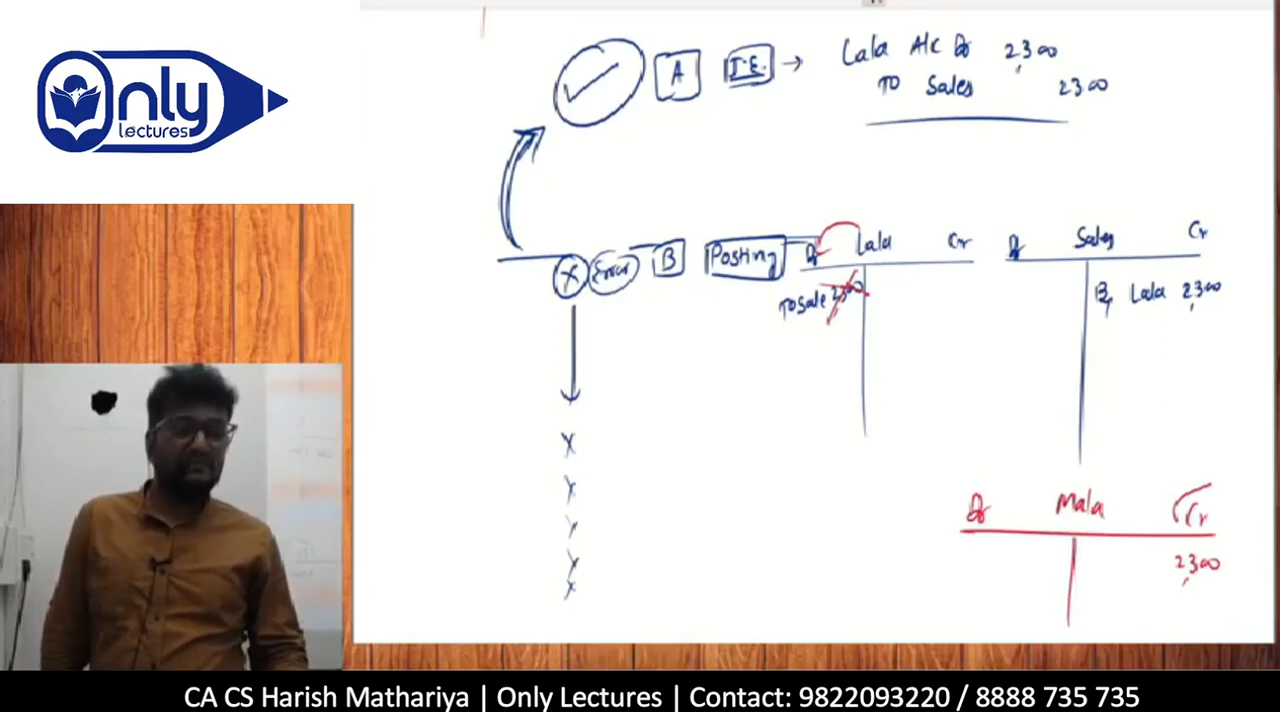 Only
lectures
A J.E. → Lala A/c Dr 2300
To Sales 2300
X Error B Posting
Dr Lala Cr
To Sale 2300
Dr Sales Cr
By Lala 2300
X
X
X
X
X
Dr Mala Cr
2300
CA CS Harish Mathariya | Only Lectures | Contact: 9822093220 / 8888 735 735